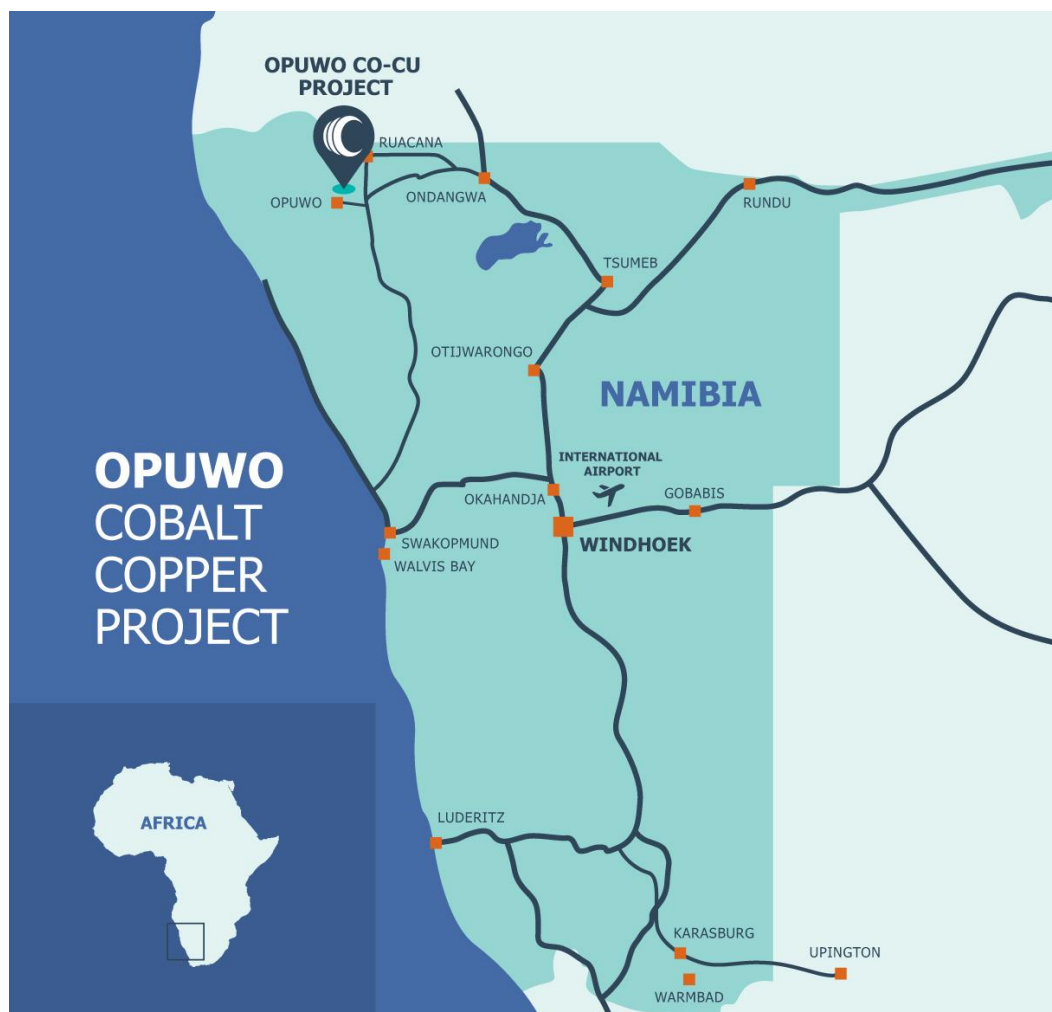 OPUWO CO-CU
PROJECT
RUACANA
OPUWO
ONDANGWA
RUNDU
TSUMEB
OTIJWARONGO
NAMIBIA
INTERNATIONAL
AIRPORT
OKAHANDJA
GOBABIS
SWAKOPMUND
WINDHOEK
WALVIS BAY
OPUWO
COBALT
COPPER
PROJECT
AFRICA
LUDERITZ
KARASBURG
UPINGTON
WARMBAD